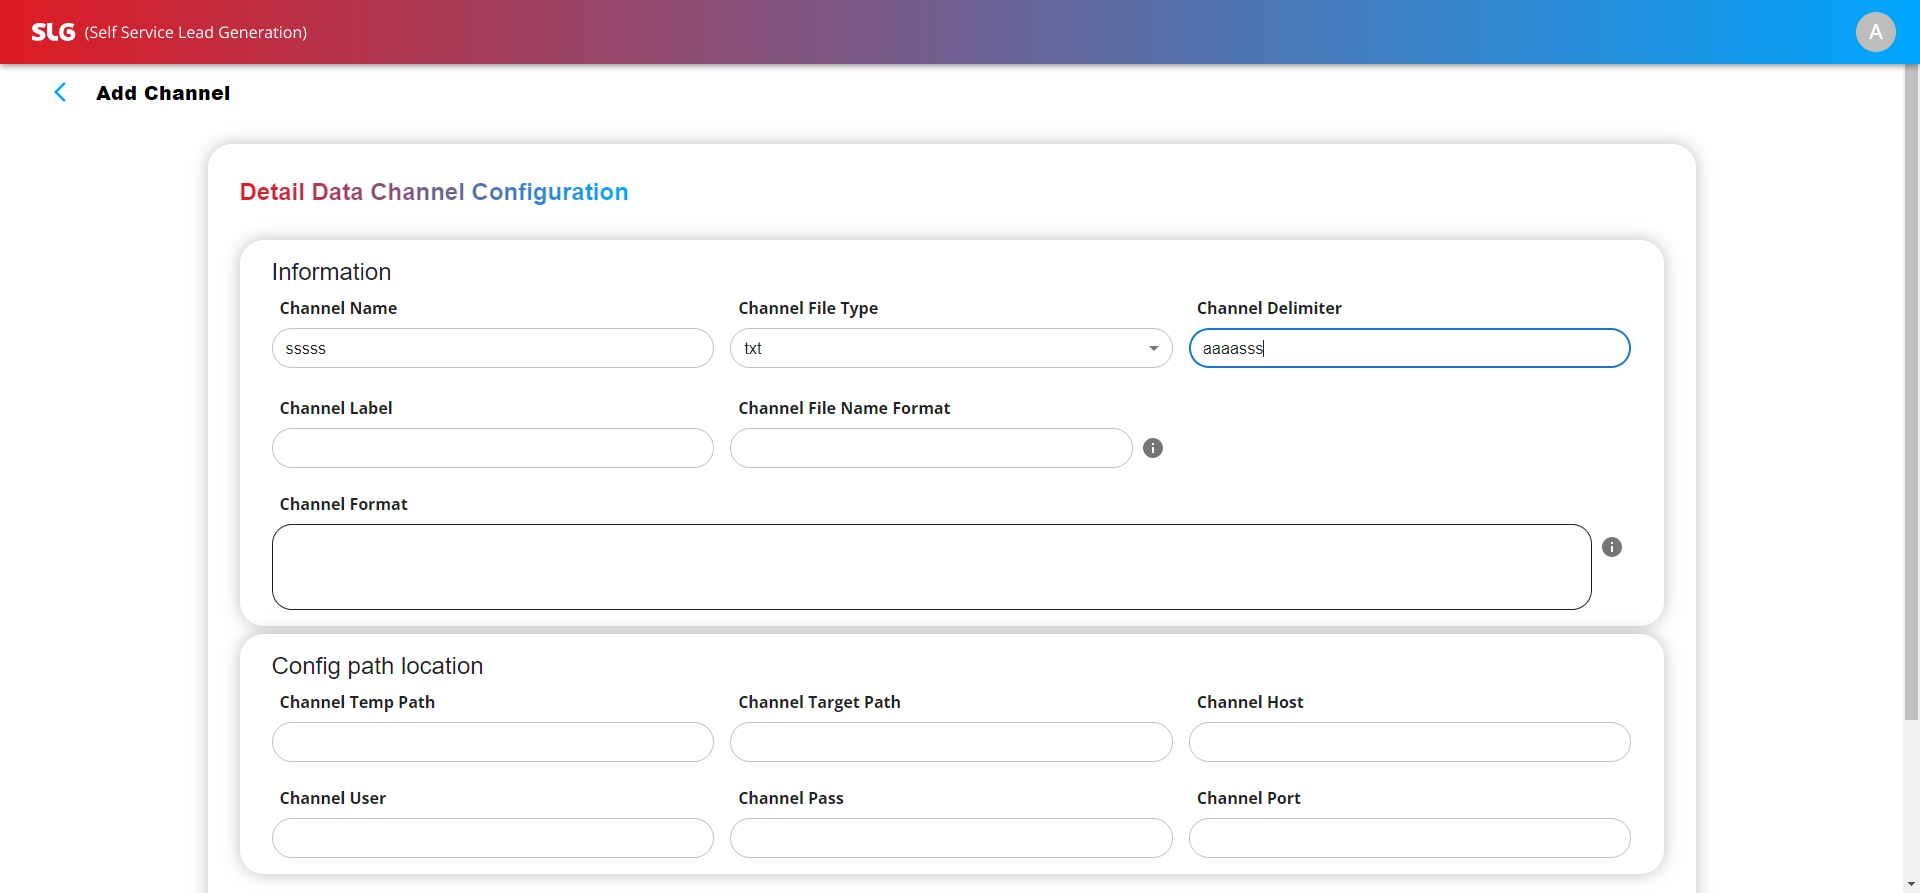 SLG (Self Service Lead Generation)
A
Add Channel
Detail Data Channel Configuration
Information
Channel Name
Channel File Type
Channel Delimiter
sssss
txt
aaaasss
Channel Label
Channel File Name Format
Channel Format
Config path location
Channel Temp Path
Channel Target Path
Channel Host
Channel User
Channel Pass
Channel Port